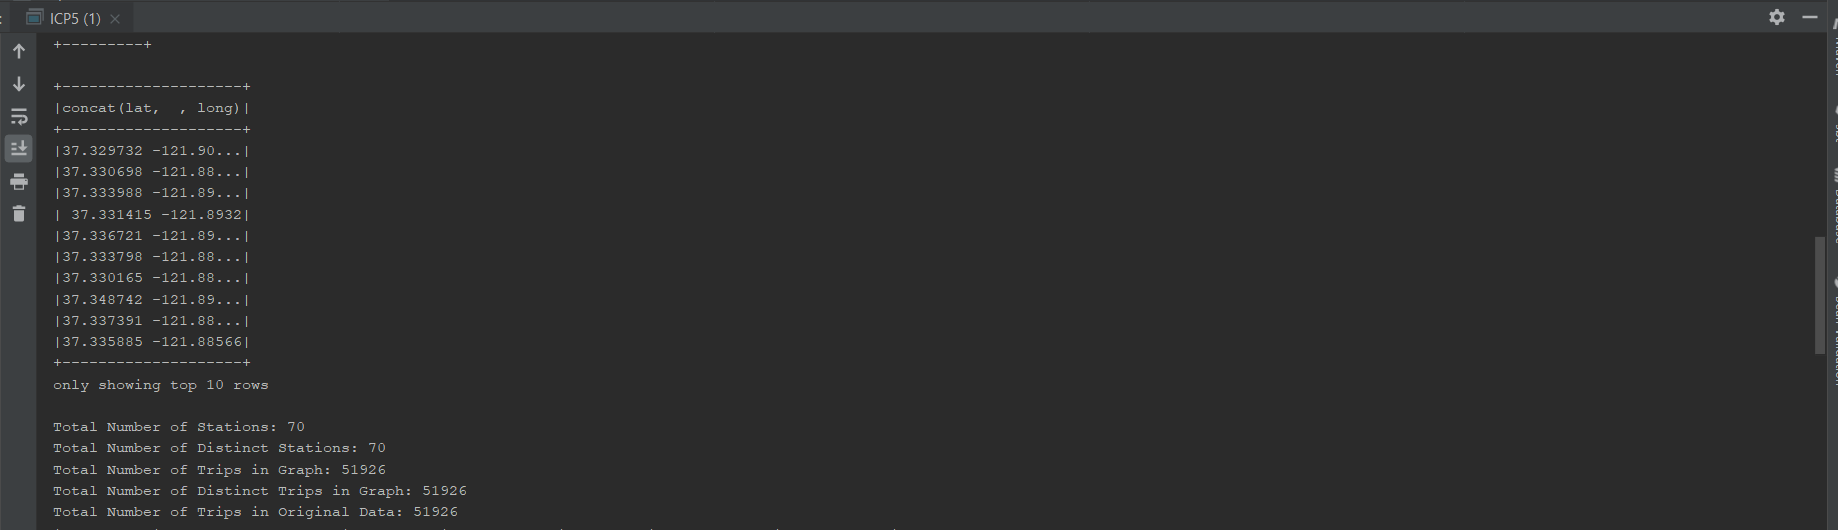 ICP5 (1)
+---------+
+--------------------+
|concat(lat,  , long)|
+--------------------+
|37.329732 -121.90...|
|37.330698 -121.88...|
|37.333988 -121.89...|
| 37.331415 -121.8932|
|37.336721 -121.89...|
|37.333798 -121.88...|
|37.330165 -121.88...|
|37.348742 -121.89...|
|37.337391 -121.88...|
|37.335885 -121.88566|
+--------------------+
only showing top 10 rows
Total Number of Stations: 70
Total Number of Distinct Stations: 70
Total Number of Trips in Graph: 51926
Total Number of Distinct Trips in Graph: 51926
Total Number of Trips in Original Data: 51926